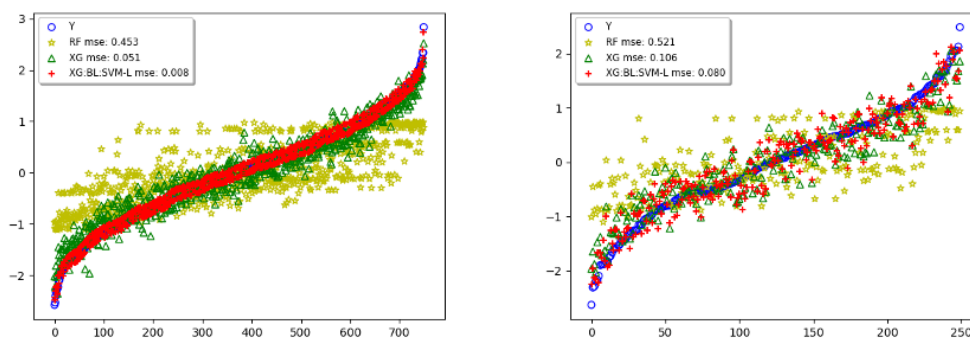 3
2
1
0
−1
−2
Y
RF mse: 0.453
XG mse: 0.051
XG:BL:SVM-L mse: 0.008
0 100 200 300 400 500 600 700
2
1
0
−1
−2
Y
RF mse: 0.521
XG mse: 0.106
XG:BL:SVM-L mse: 0.080
0 50 100 150 200 250